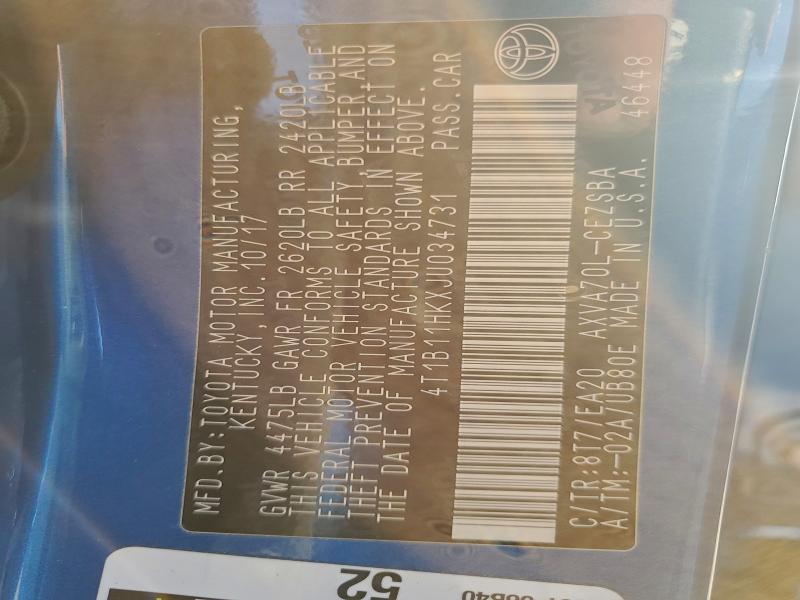 MFD.BY:TOYOTA MOTOR MANUFACTURING,
KENTUCKY, INC. 10/17
GVWR 4475LB GAWR FR 2620LB RR 2420LB
THIS VEHICLE CONFORMS TO ALL APPLICABLE
FEDERAL MOTOR VEHICLE SAFETY, BUMPER, AND
THEFT PREVENTION STANDARDS IN EFFECT ON
THE DATE OF MANUFACTURE SHOWN ABOVE.
4T1B11HKXJU034731 PASS.CAR
C/TR:8T7/EA20 AXVA70L-CEZSBA
A/TM:-02A7UB80E MADE IN U.S.A. 46448
TOYOTA
52